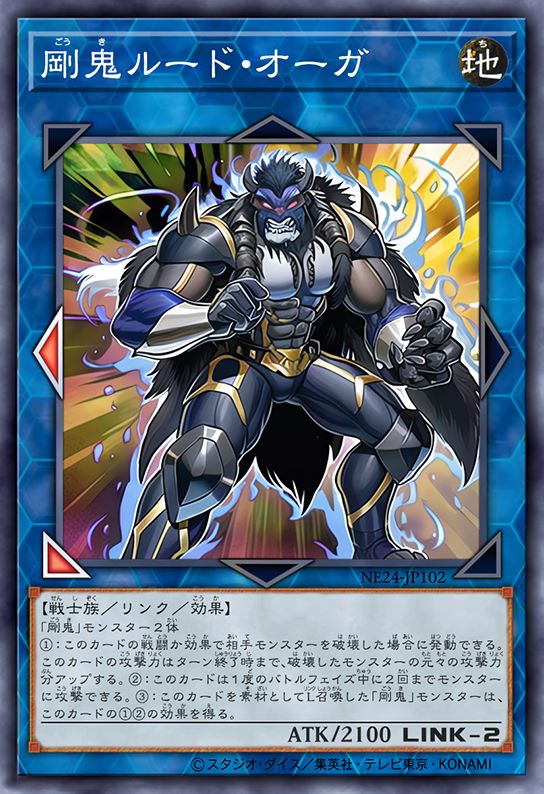 剛鬼ルード・オーガ
地
NE24-JP102
【戦士族/リンク/効果】
「剛鬼」モンスター2体
①：このカードの戦闘か効果で相手モンスターを破壊した場合に発動できる。
このカードの攻撃力はターン終了時まで、破壊したモンスターの元々の攻撃力
分アップする。②：このカードは1度のバトルフェイズ中に2回までモンスター
に攻撃できる。③：このカードを素材としてL召喚した「剛鬼」モンスターは、
このカードの①②の効果を得る。
ATK/2100 LINK-2
©スタジオ・ダイス/集英社・テレビ東京・KONAMI